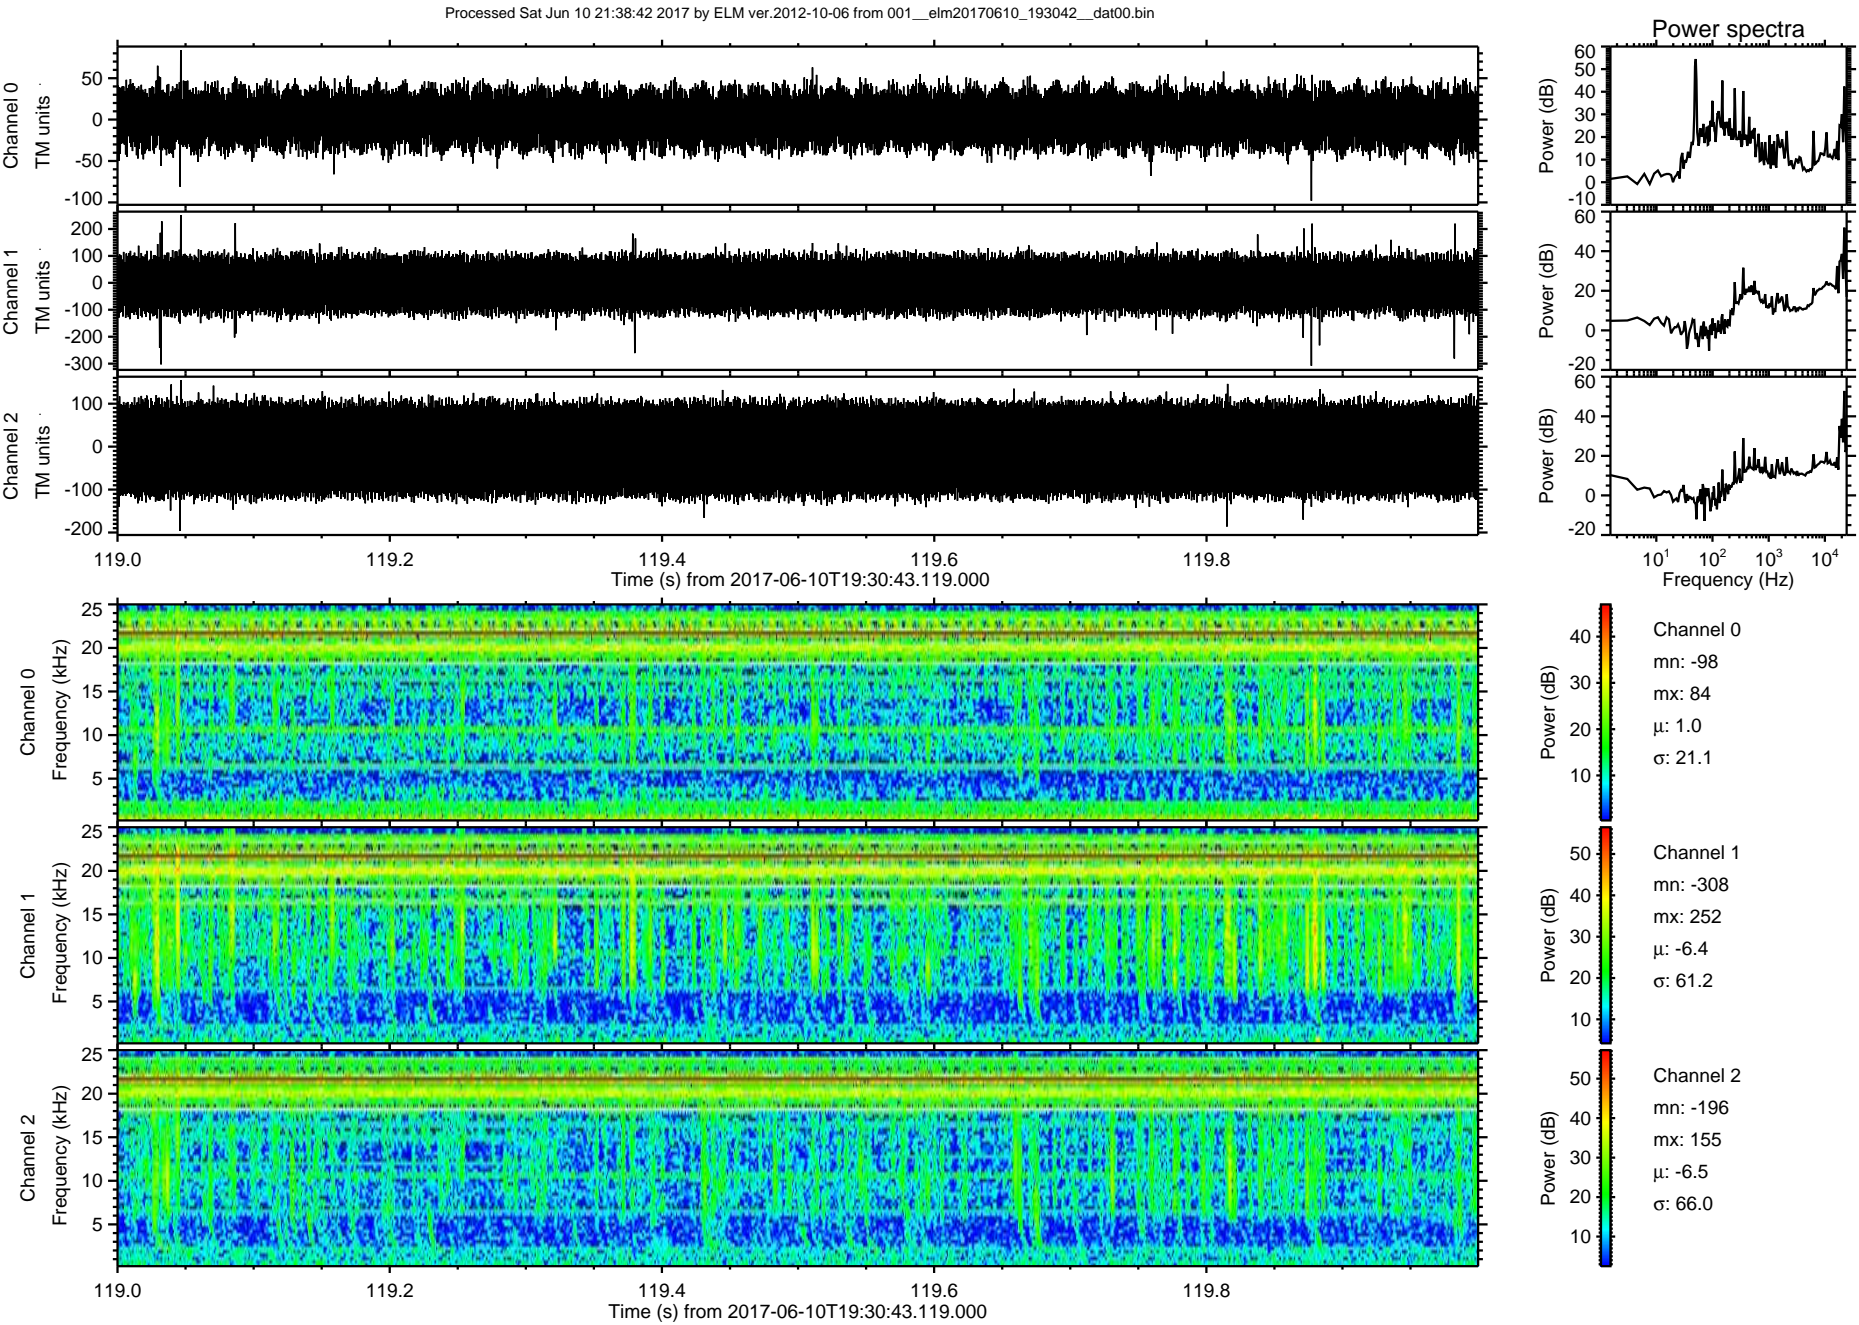 Processed Sat Jun 10 21:38:42 2017 by ELM ver.2012-10-06 from 001__elm20170610_193042__dat00.bin
Power spectra
Channel 0
TM units
50
0
-50
-100
Power (dB)
60
50
40
30
20
10
0
-10
Channel 1
TM units
200
100
0
-100
-200
-300
Power (dB)
60
40
20
0
-20
Channel 2
TM units
100
0
-100
-200
Power (dB)
60
40
20
0
-20
119.0 119.2 119.4 119.6 119.8
Time (s) from 2017-06-10T19:30:43.119.000
10^1 10^2 10^3 10^4
Frequency (Hz)
Channel 0
Frequency (kHz)
25
20
15
10
5
Power (dB)
40
30
20
10
Channel 0
mn: -98
mx: 84
µ: 1.0
σ: 21.1
Channel 1
Frequency (kHz)
25
20
15
10
5
Power (dB)
50
40
30
20
10
Channel 1
mn: -308
mx: 252
µ: -6.4
σ: 61.2
Channel 2
Frequency (kHz)
25
20
15
10
5
Power (dB)
50
40
30
20
10
Channel 2
mn: -196
mx: 155
µ: -6.5
σ: 66.0
119.0 119.2 119.4 119.6 119.8
Time (s) from 2017-06-10T19:30:43.119.000